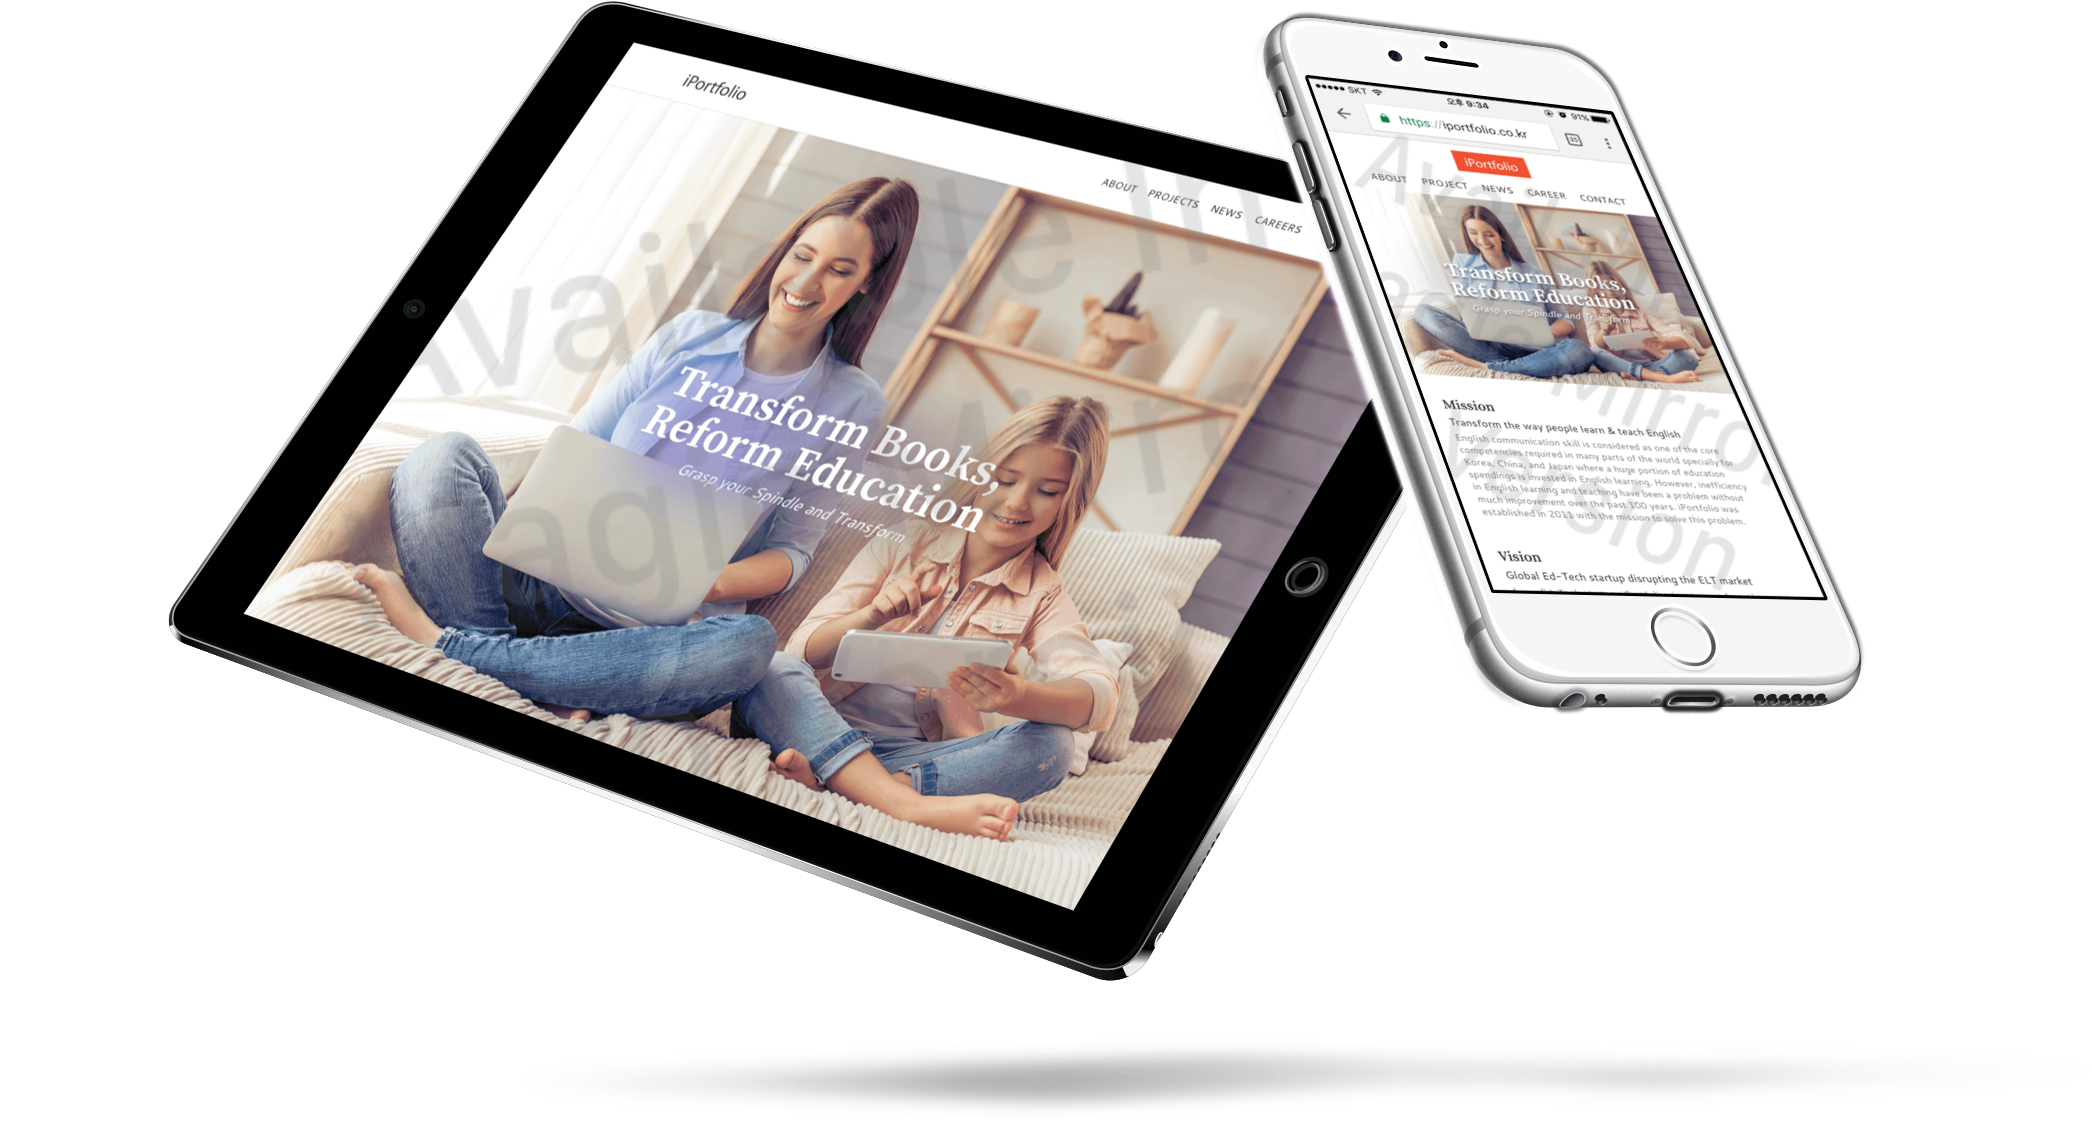 iPortfolio
ABOUT PROJECTS NEWS CAREERS
Transform Books,
Reform Education
Grasp your Spindle and Transform
SKT
오후 9:34
91%
https://iportfolio.co.kr
iPortfolio
ABOUT PROJECT NEWS CAREER CONTACT
Transform Books,
Reform Education
Grasp your Spindle and Transform
Mission
Transform the way people learn & teach English
English communication skill is considered as one of the core
competencies required in many parts of the world specially for
Korea, China, and Japan where a huge portion of education
spendings is invested in English learning. However, inefficiency
in English learning and teaching have been a problem without
much improvement over the past 100 years. iPortfolio was
established in 2011 with the mission to solve this problem.
Vision
Global Ed-Tech startup disrupting the ELT market
Available in
Mirro
Version